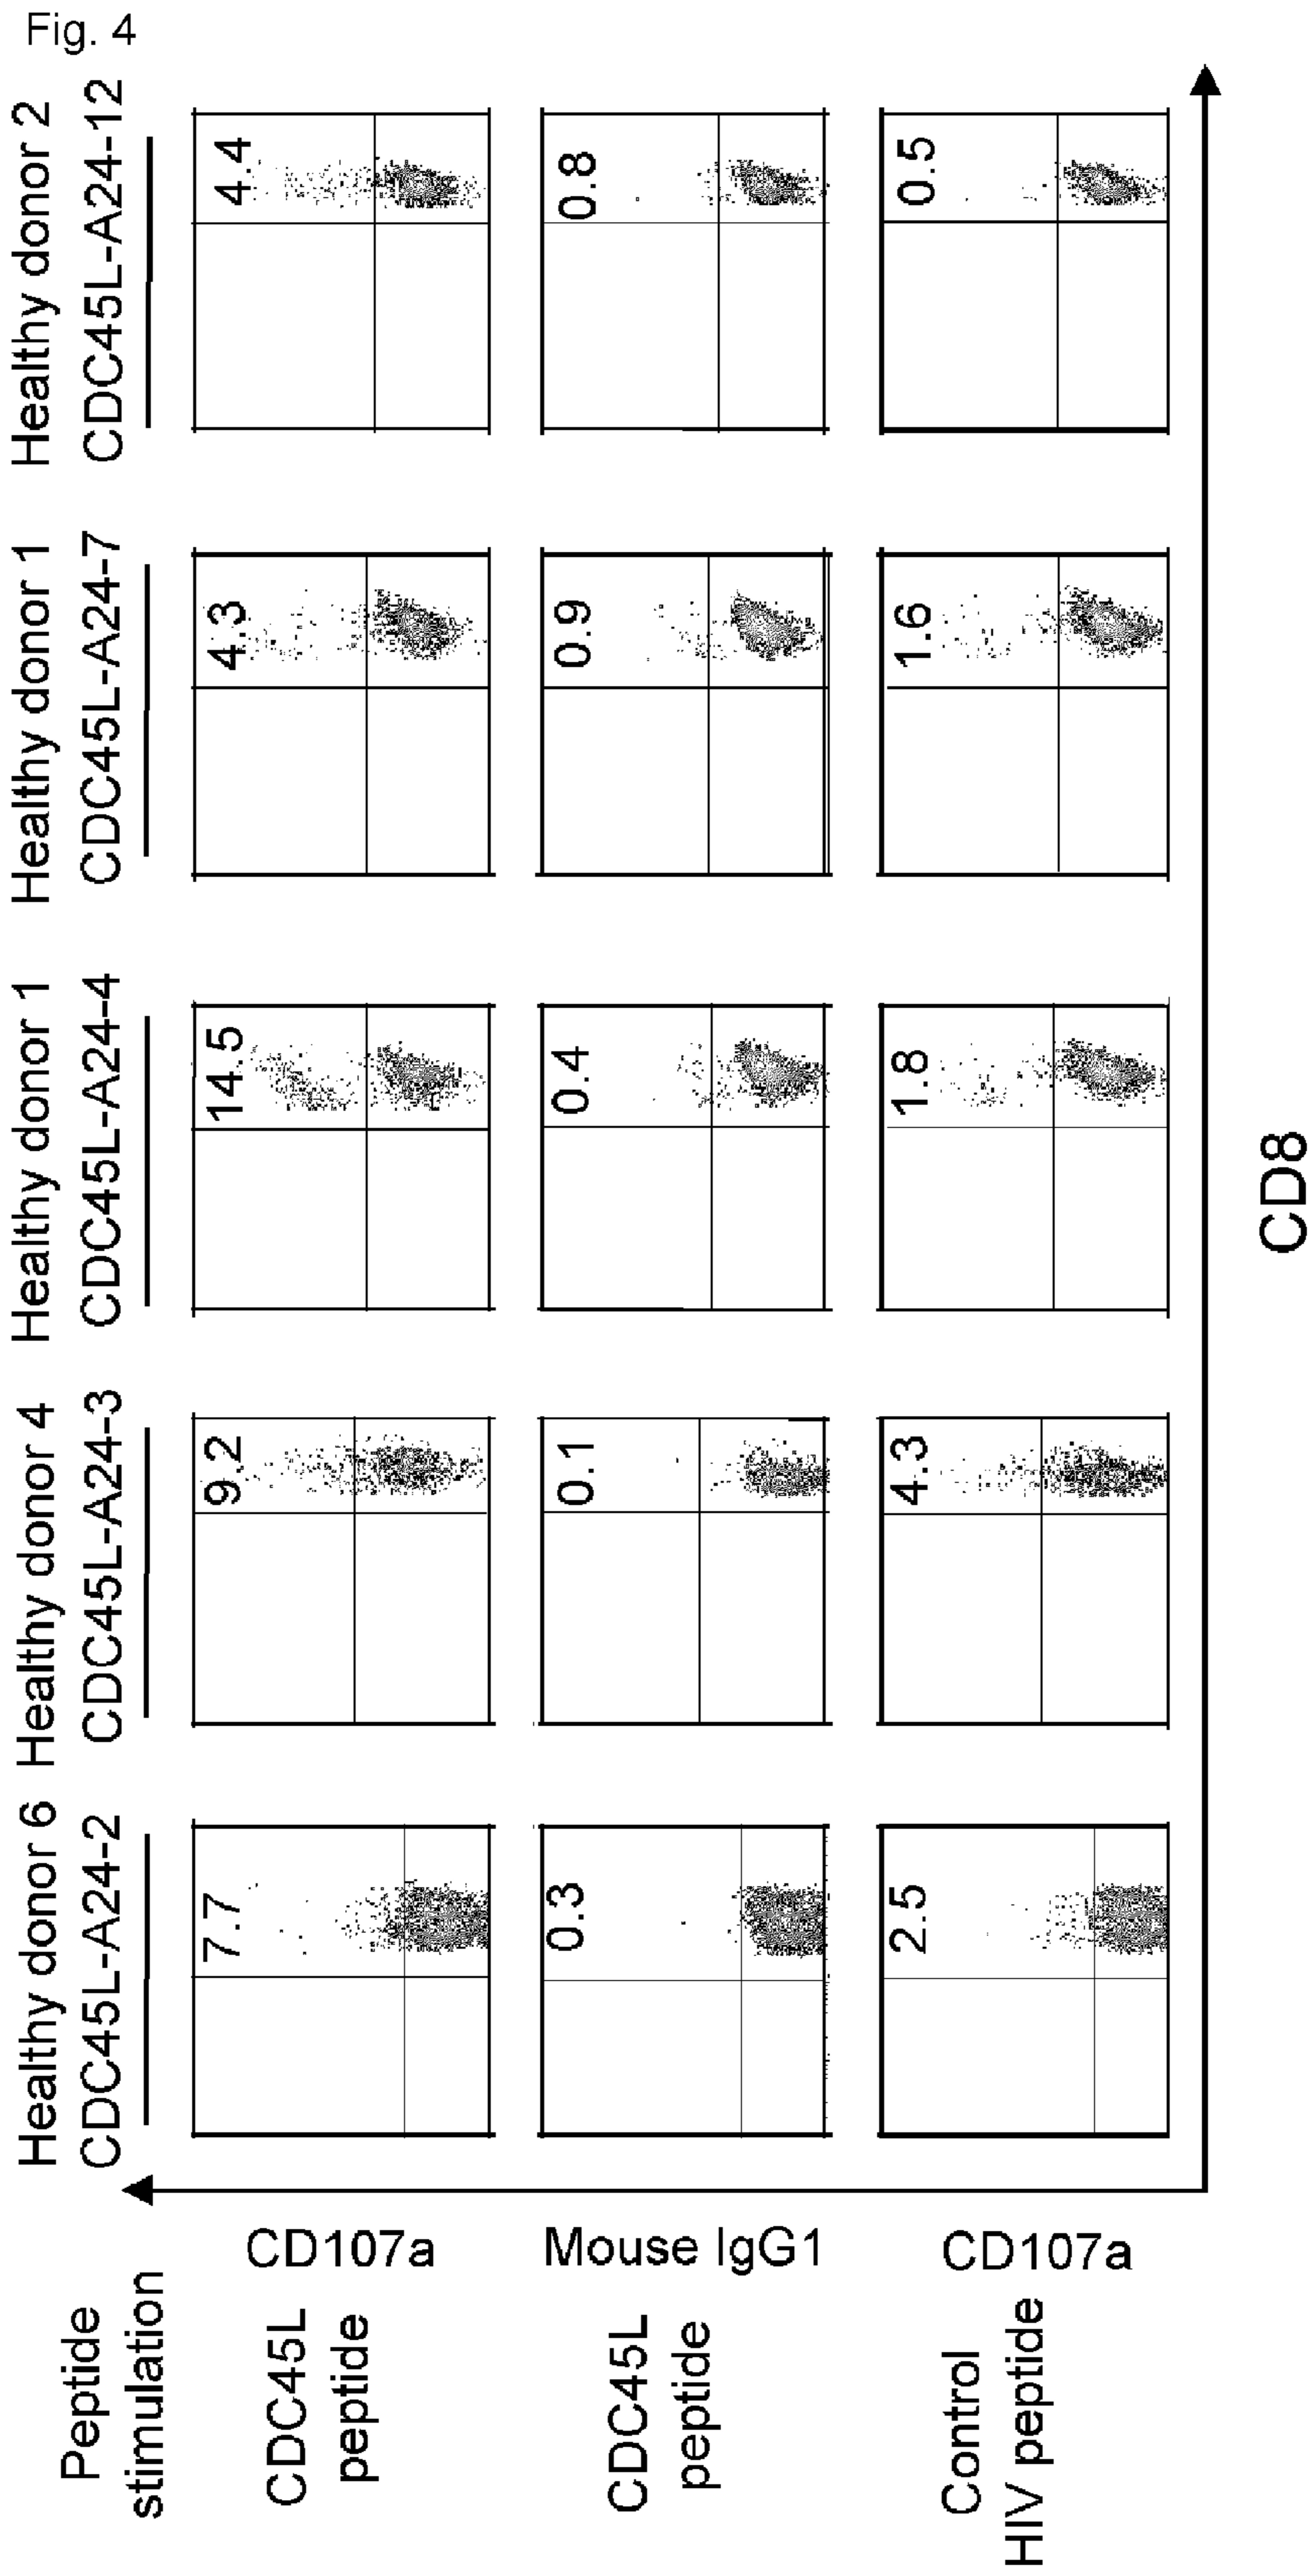 Fig. 4
Peptide
stimulation
Healthy donor 6
CDC45L-A24-2
Healthy donor 4
CDC45L-A24-3
Healthy donor 1
CDC45L-A24-4
Healthy donor 1
CDC45L-A24-7
Healthy donor 2
CDC45L-A24-12
CDC45L
peptide
CD107a
7.7
9.2
14.5
4.3
4.4
CDC45L
peptide
Mouse IgG1
0.3
0.1
0.4
0.9
0.8
Control
HIV peptide
CD107a
2.5
4.3
1.8
1.6
0.5
CD8